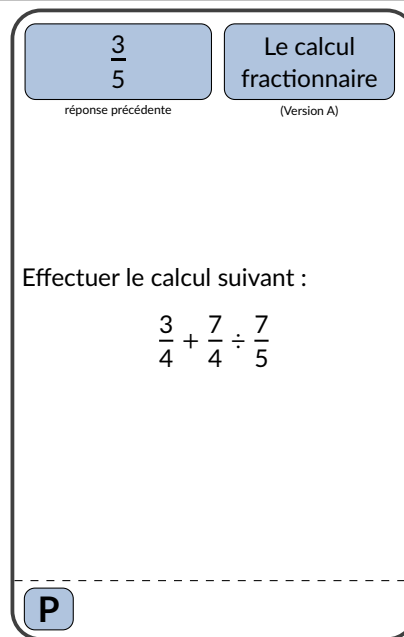 3/5
réponse précédente
Le calcul
fractionnaire
(Version A)
Effectuer le calcul suivant :
3/4 + 7/4 ÷ 7/5
P